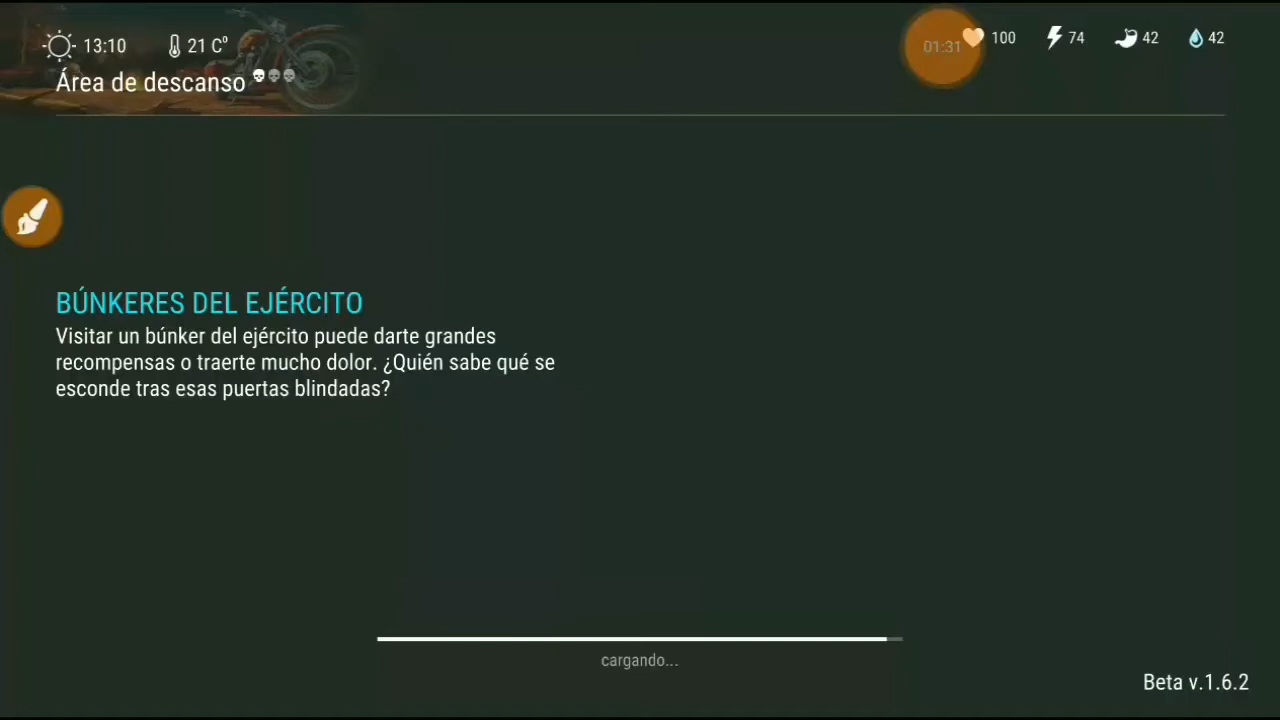 13:10 21 Cº 01:31 100 74 42 42
Área de descanso
BÚNKERES DEL EJÉRCITO
Visitar un búnker del ejército puede darte grandes
recompensas o traerte mucho dolor. ¿Quién sabe qué se
esconde tras esas puertas blindadas?
cargando...
Beta v.1.6.2